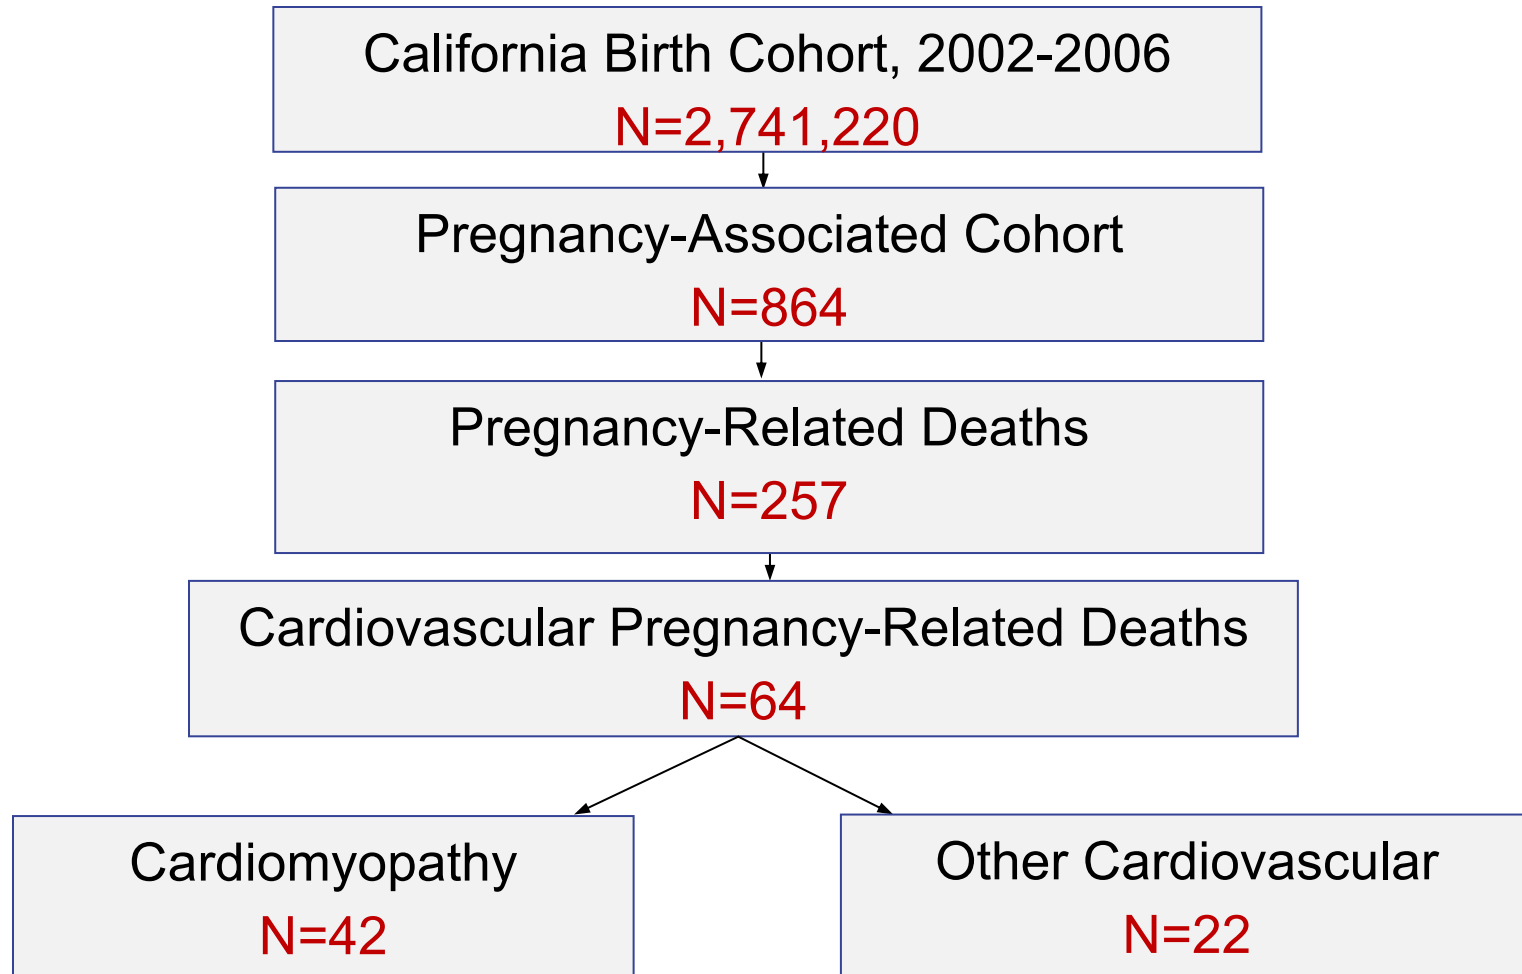 California Birth Cohort, 2002-2006
N=2,741,220
Pregnancy-Associated Cohort
N=864
Pregnancy-Related Deaths
N=257
Cardiovascular Pregnancy-Related Deaths
N=64
Cardiomyopathy
N=42
Other Cardiovascular
N=22